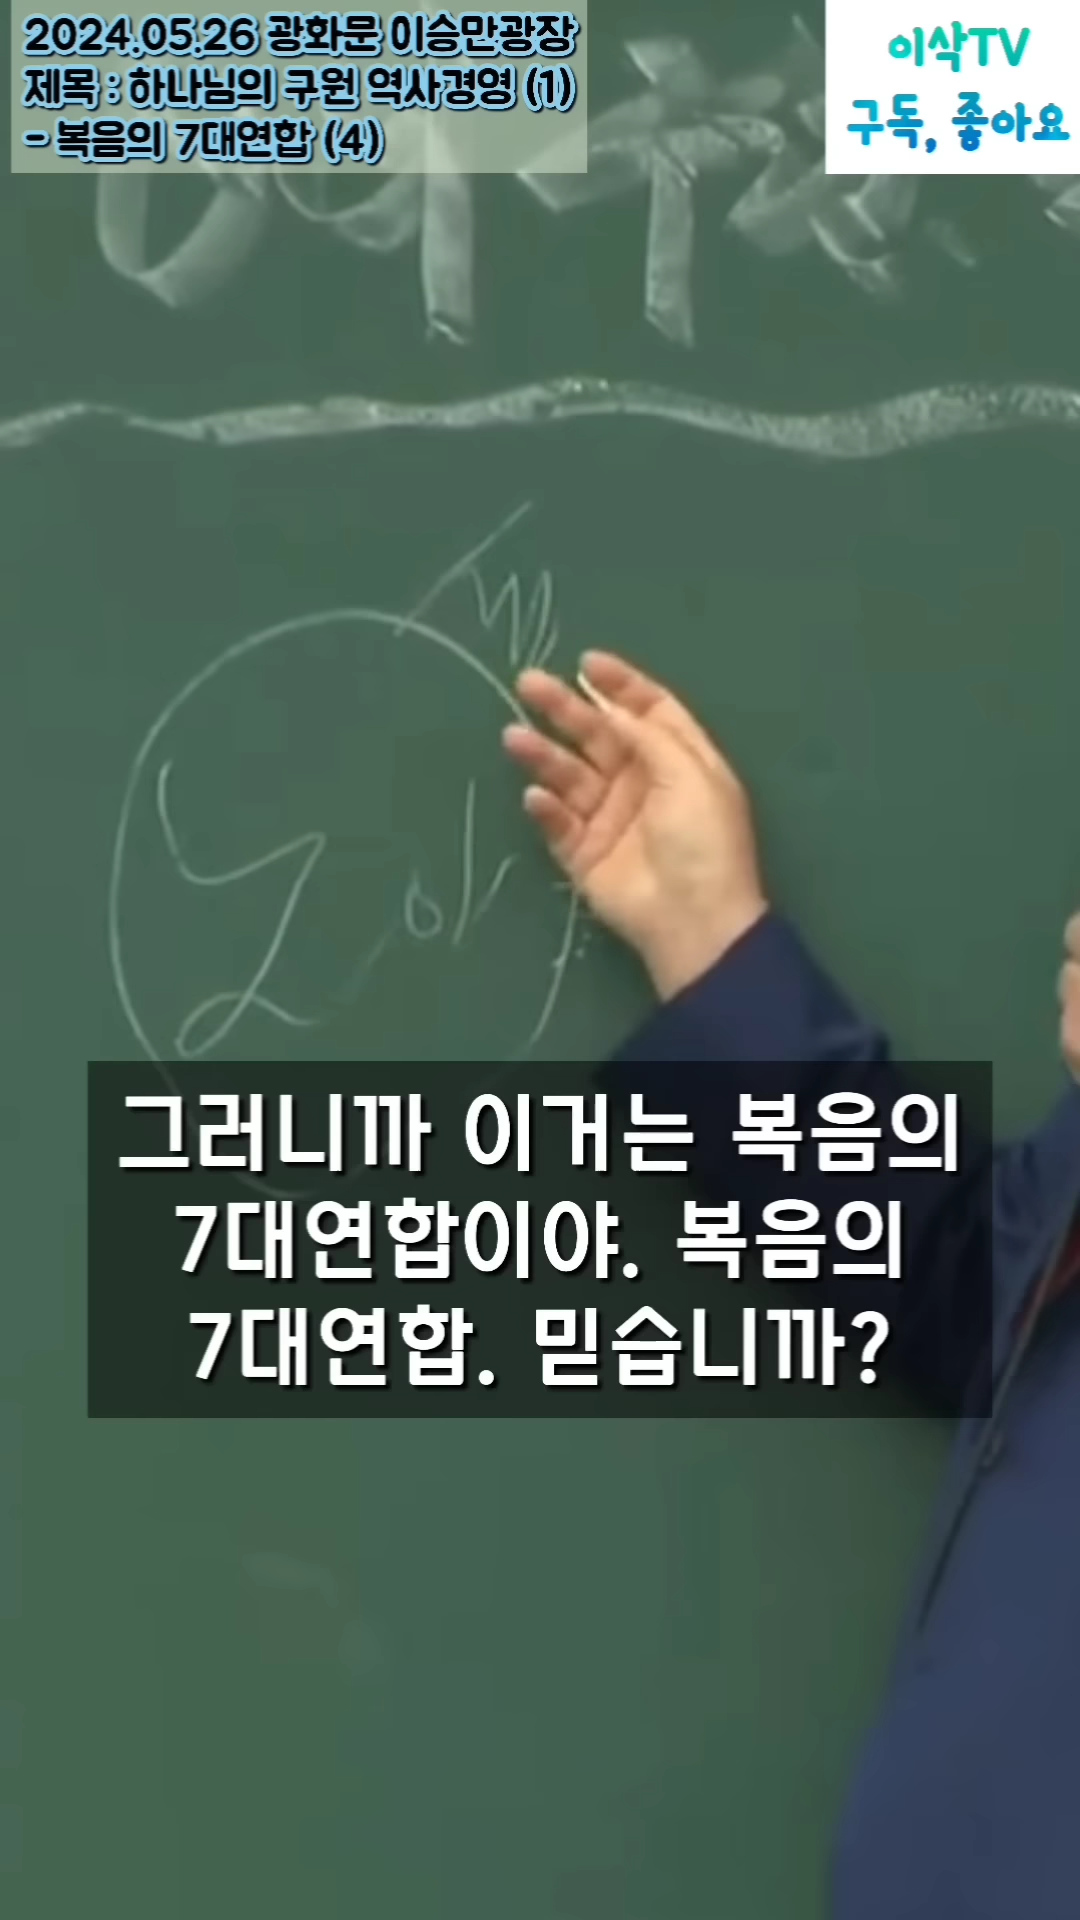 2024.05.26 광화문 이승만광장
제목 : 하나님의 구원 역사경영 (1)
- 복음의 7대연합 (4)
이삭TV
구독, 좋아요
그러니까 이거는 복음의
7대연합이야. 복음의
7대연합. 믿습니까?